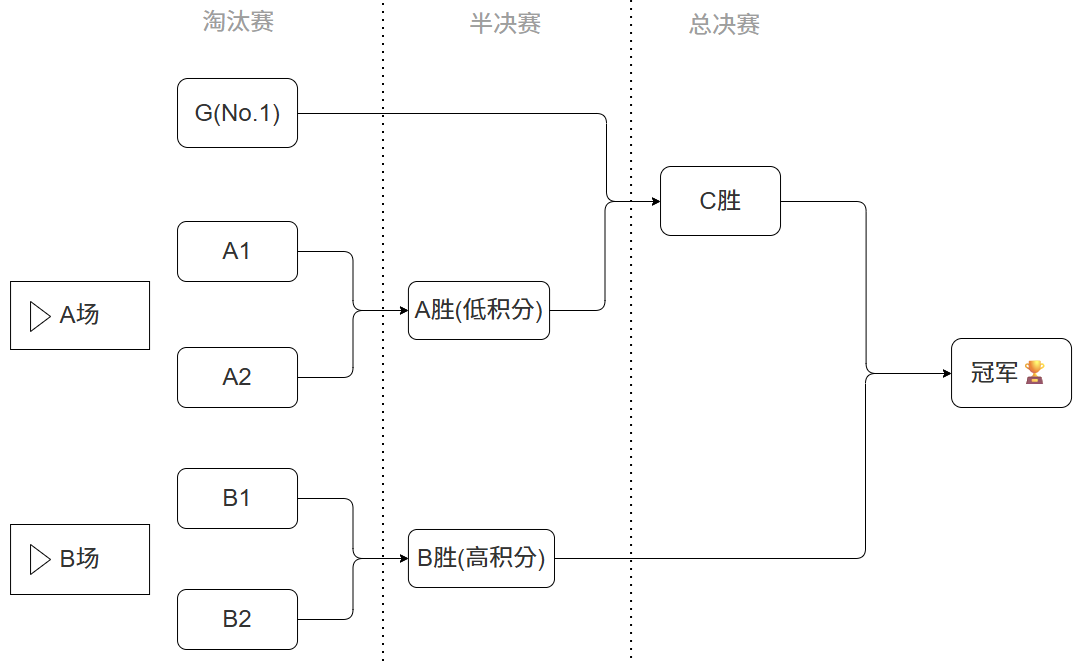 淘汰赛
半决赛
总决赛
G(No.1)
C胜
A1
A场
A胜(低积分)
A2
冠军🏆
B1
B场
B胜(高积分)
B2